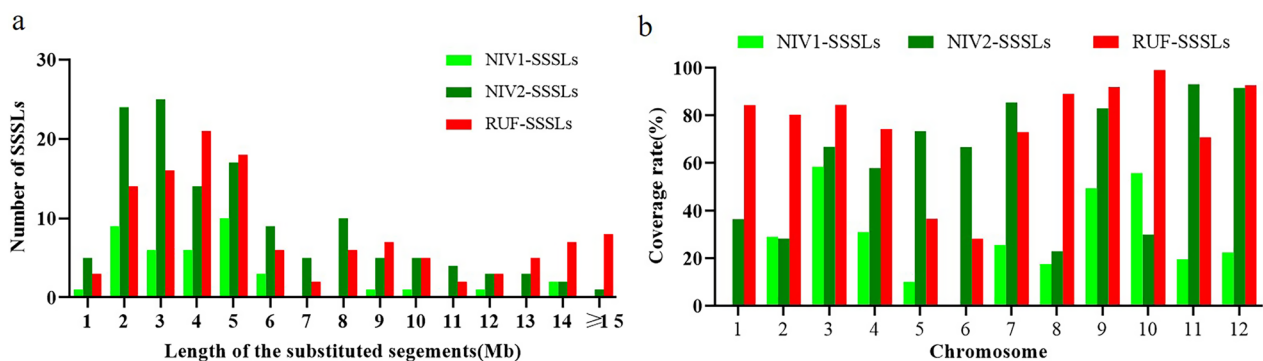 a
30
20
10
0
Number of SSSLs
NIV1-SSSLs
NIV2-SSSLs
RUF-SSSLs
1 2 3 4 5 6 7 8 9 10 11 12 13 14 ⩾1 5
Length of the substituted segements(Mb)
b
NIV1-SSSLs NIV2-SSSLs RUF-SSSLs
100
80
60
40
20
0
Coverage rate(%)
1 2 3 4 5 6 7 8 9 10 11 12
Chromosome